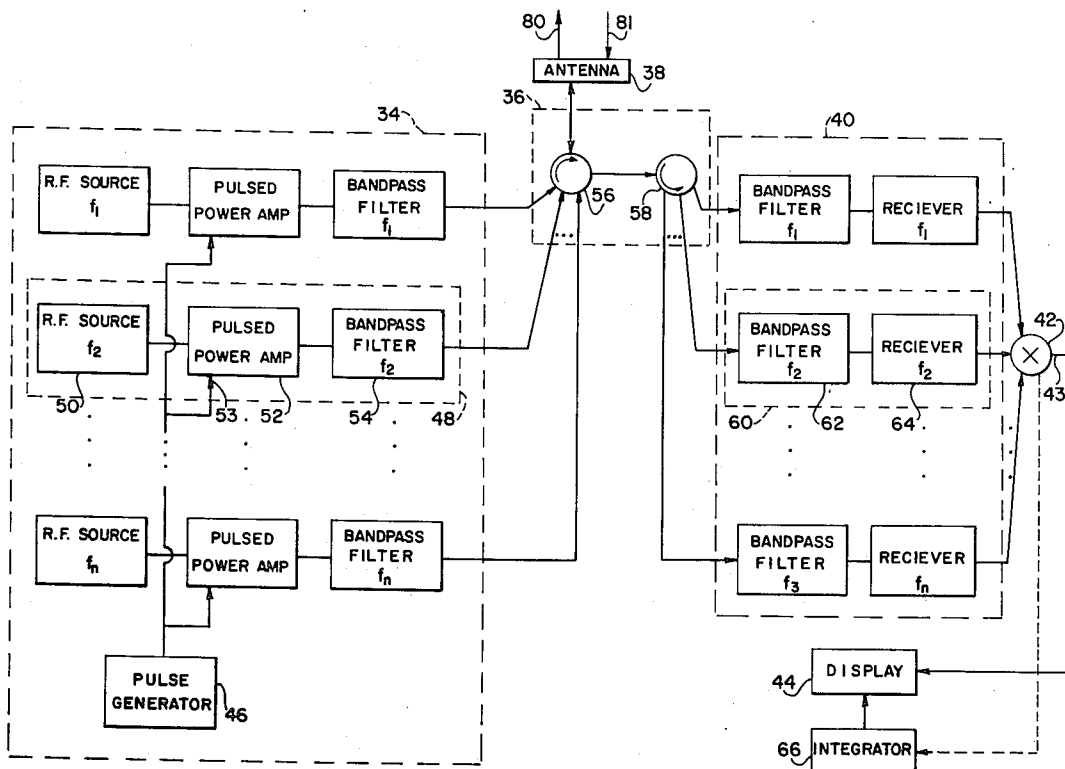 80
81
ANTENNA
38
36
34
40
R.F. SOURCE
f1
PULSED
POWER AMP
BANDPASS
FILTER
f1
56
58
BANDPASS
FILTER
f1
RECIEVER
f1
R.F. SOURCE
f2
PULSED
POWER AMP
BANDPASS
FILTER
f2
BANDPASS
FILTER
f2
RECIEVER
f2
42
43
50
53
52
54
48
60
62
64
R.F. SOURCE
fn
PULSED
POWER AMP
BANDPASS
FILTER
fn
BANDPASS
FILTER
f3
RECIEVER
fn
PULSE
GENERATOR
46
44
DISPLAY
66
INTEGRATOR